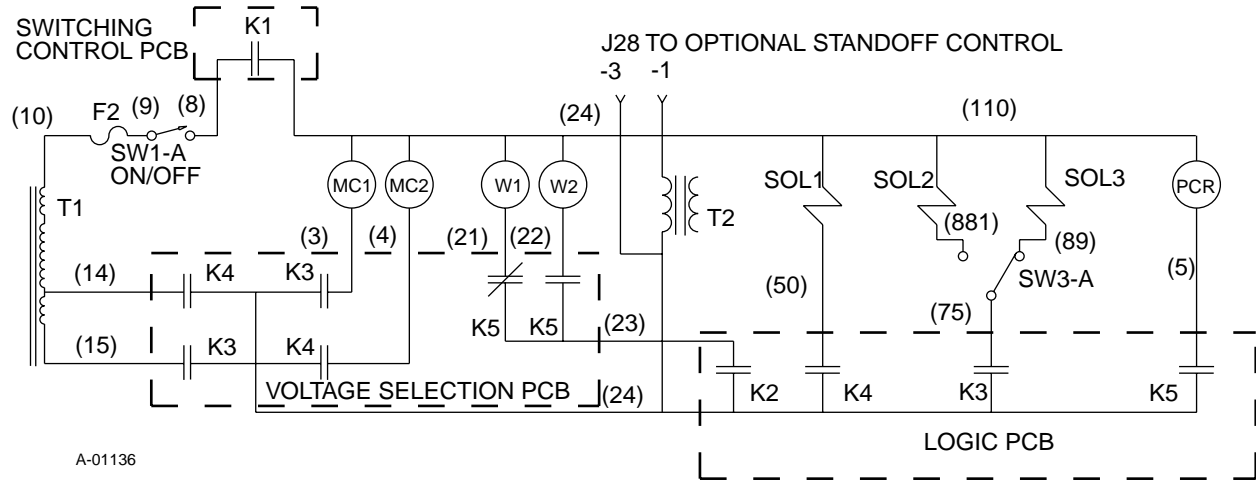 SWITCHING
CONTROL PCB
K1
J28 TO OPTIONAL STANDOFF CONTROL
-3 -1
(10) F2 (9) (8) (24) (110)
SW1-A
ON/OFF
MC1 MC2 W1 W2 SOL1 SOL2 SOL3 PCR
T1 T2
(881)
(3) (4) (21) (22) (89)
(14) K4 K3 (50) SW3-A (5)
(75)
K5 K5 (23)
(15) K3 K4
VOLTAGE SELECTION PCB (24) K2 K4 K3 K5
LOGIC PCB
A-01136